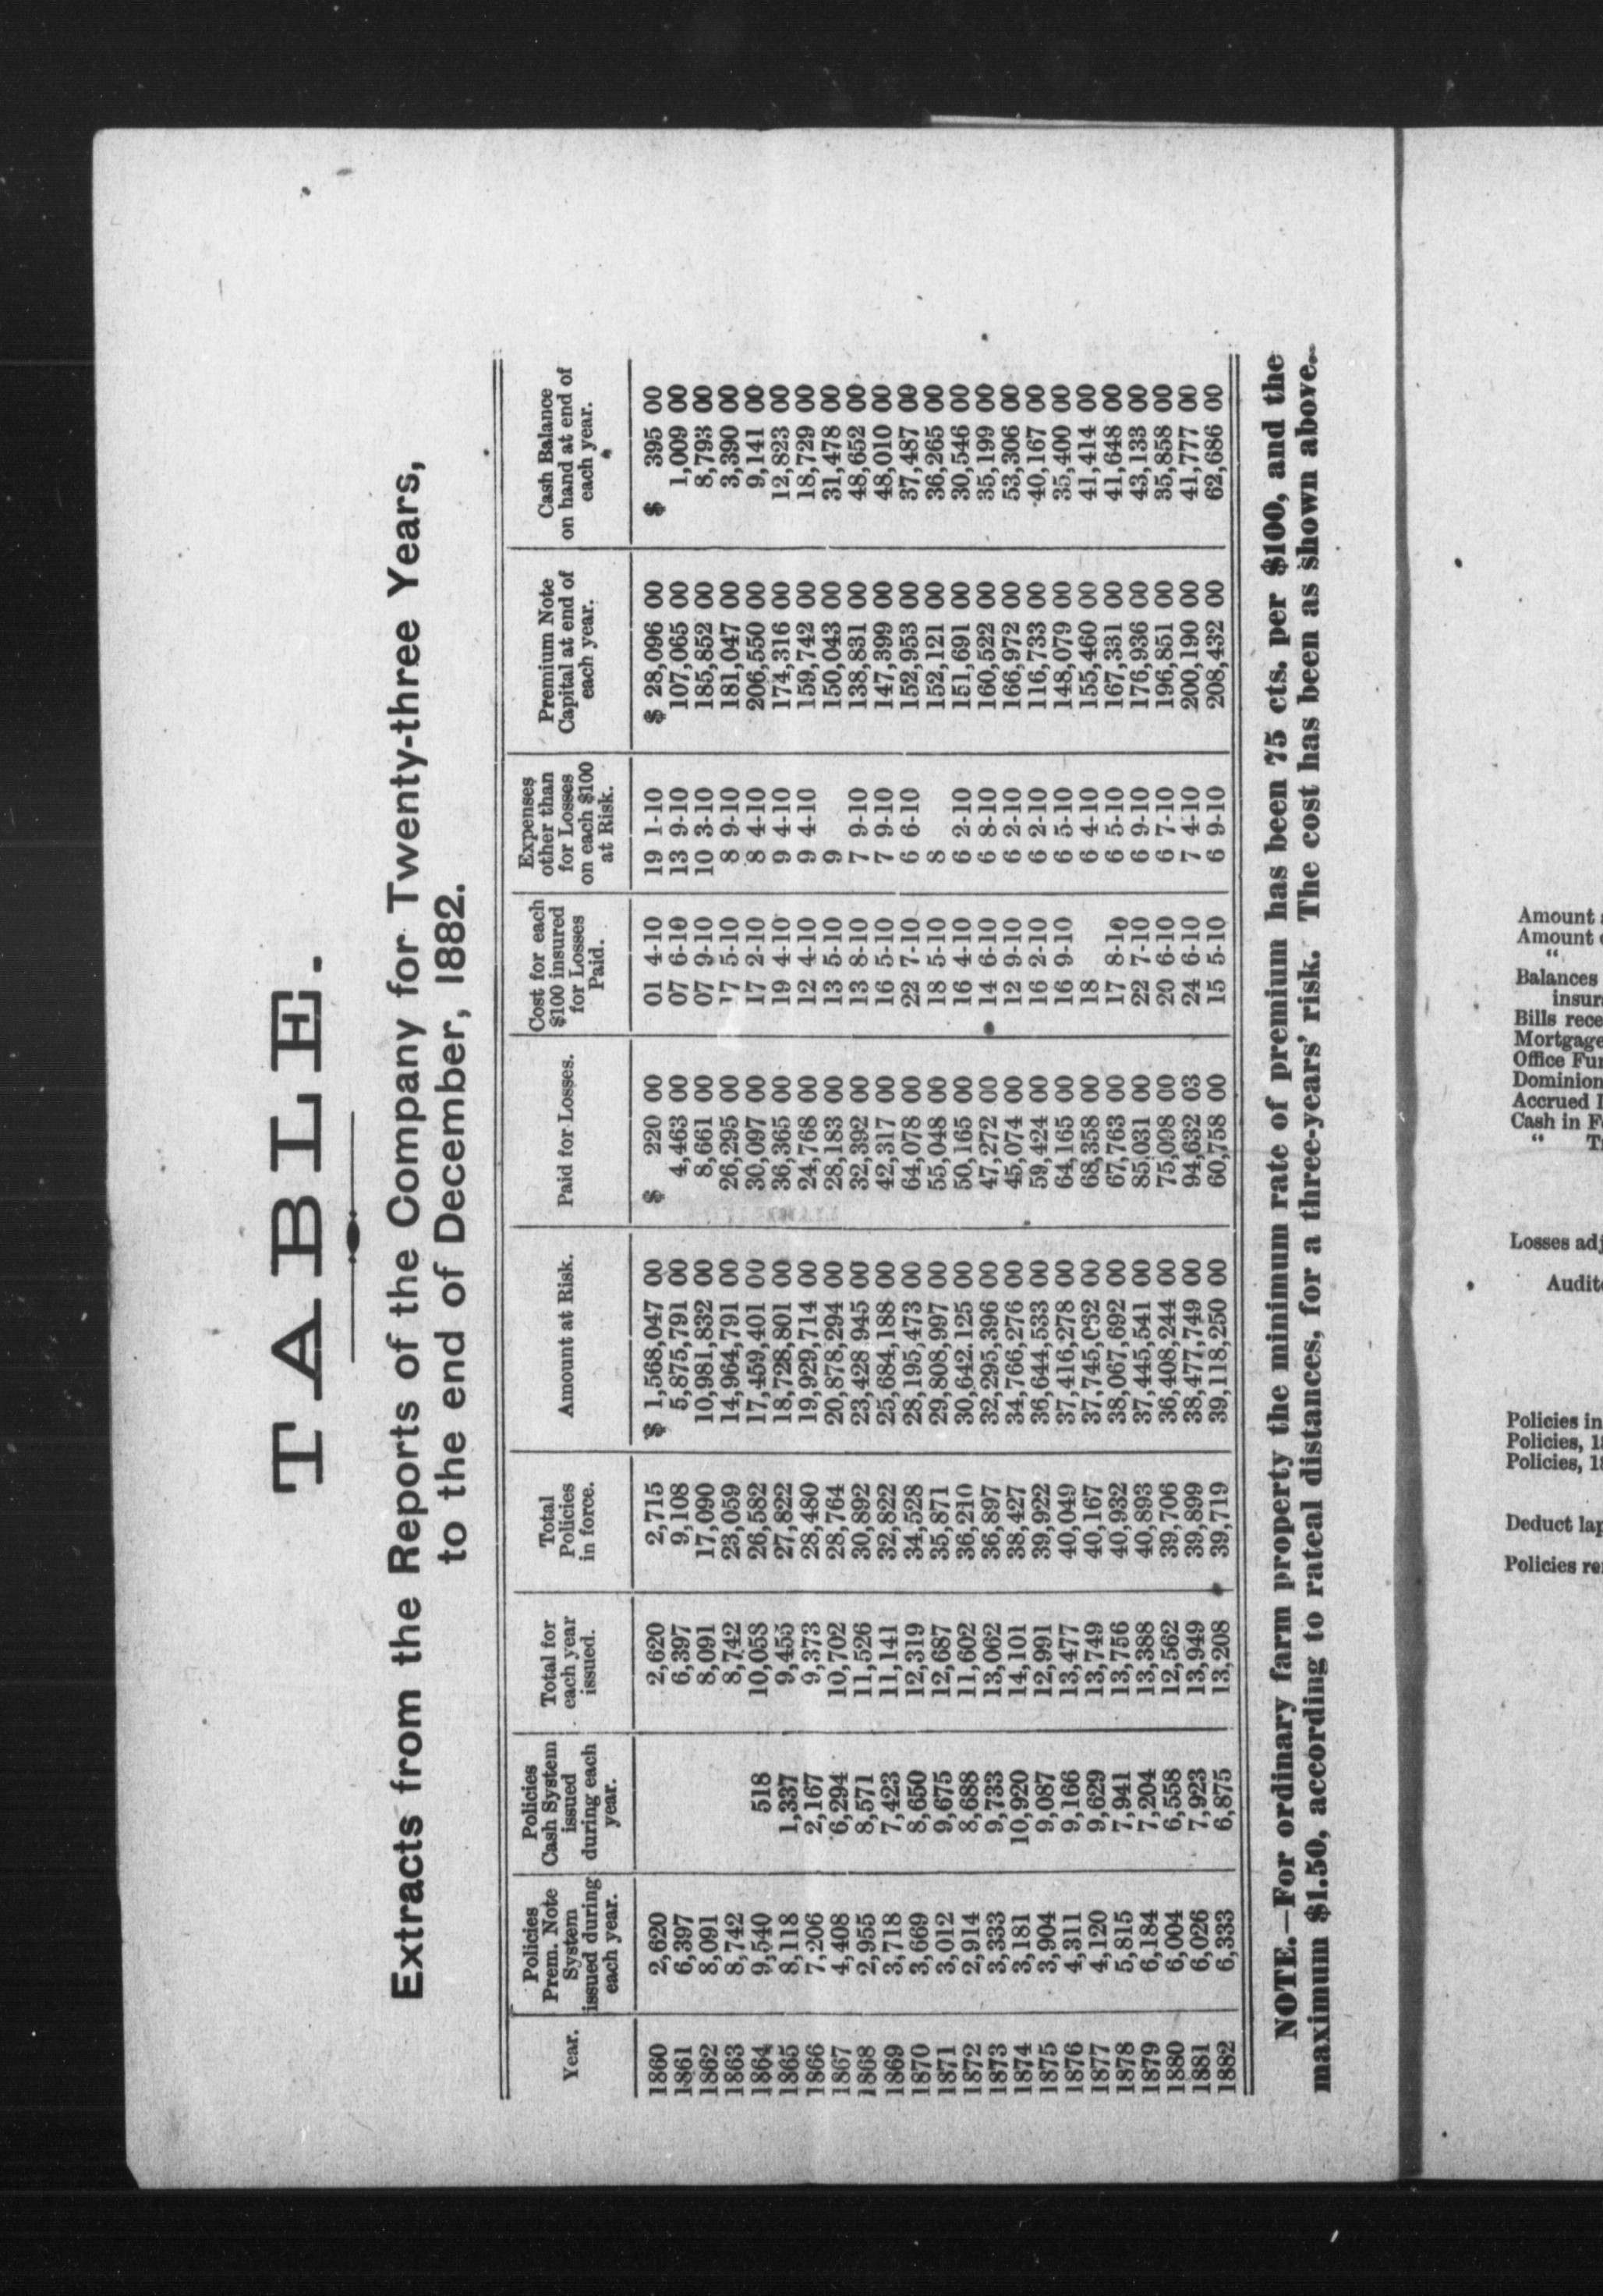 TABLE.
Extracts from the Reports of the Company for Twenty-three Years,
to the end of December, 1882.
Year. | Policies Prem. Note System issued during each year. | Policies Cash System issued during each year. | Total for each year issued. | Total Policies in force. | Amount at Risk. | Paid for Losses. | Cost for each $100 insured for Losses Paid. | Expenses other than for Losses on each $100 at Risk. | Premium Note Capital at end of each year. | Cash Balance on hand at end of each year.
1860 2,620 2,620 2,715 $ 1,568,047 00 $ 220 00 01 4-10 19 1-10 $ 28,096 00 $ 395 00
1861 6,397 6,397 9,108 5,875,791 00 4,463 00 07 6-10 13 9-10 107,065 00 1,009 00
1862 8,091 8,091 17,090 10,981,832 00 8,661 00 07 9-10 10 3-10 185,852 00 8,793 00
1863 8,742 8,742 23,059 14,964,791 00 26,295 00 17 5-10 8 9-10 181,047 00 3,390 00
1864 9,540 518 10,058 26,582 17,459,401 00 30,097 00 17 2-10 8 4-10 206,550 00 9,141 00
1865 8,118 1,337 9,455 27,822 18,728,801 00 36,365 00 19 4-10 9 4-10 174,316 00 12,823 00
1866 7,206 2,167 9,373 28,480 19,929,714 00 24,768 00 12 4-10 9 4-10 159,742 00 18,729 00
1867 4,408 6,294 10,702 28,764 20,878,294 00 28,183 00 13 5-10 9 150,043 00 31,478 00
1868 2,955 8,571 11,526 30,892 23,428,945 00 32,392 00 13 8-10 7 9-10 138,831 00 48,652 00
1869 3,718 7,423 11,141 32,822 25,684,188 00 42,317 00 16 5-10 7 9-10 147,399 00 48,010 00
1870 3,669 8,650 12,319 34,528 28,195,473 00 64,078 00 22 7-10 6 6-10 152,953 00 37,487 00
1871 3,012 9,675 12,687 35,871 29,808,997 00 55,048 00 18 5-10 8 152,121 00 36,265 00
1872 2,914 8,688 11,602 36,210 30,642.125 00 50,165 00 16 4-10 6 2-10 151,691 00 30,546 00
1873 3,333 9,733 13,062 36,897 32,295,396 00 47,272 00 14 6-10 6 8-10 160,522 00 35,199 00
1874 3,181 10,920 14,101 38,427 34,766,276 00 45,074 00 12 9-10 6 2-10 166,972 00 53,306 00
1875 3,904 9,087 12,991 39,922 36,644,533 00 59,424 00 16 2-10 6 2-10 116,733 00 40,167 00
1876 4,311 9,166 13,477 40,049 37,416,278 00 64,165 00 16 9-10 6 5-10 148,079 00 35,400 00
1877 4,120 9,629 13,749 40,167 37,745,032 00 68,358 00 18 6 4-10 155,460 00 41,414 00
1878 5,815 7,941 13,756 40,932 38,067,692 00 67,763 00 17 8-10 6 5-10 167,331 00 41,648 00
1879 6,184 7,204 13,388 40,893 37,445,541 00 85,031 00 22 7-10 6 9-10 176,936 00 43,133 00
1880 6,004 6,558 12,562 39,706 36,408,244 00 75,098 00 20 6-10 6 7-10 196,851 00 35,858 00
1881 6,026 7,923 13,949 39,899 38,477,749 00 94,632 03 24 6-10 7 4-10 200,190 00 41,777 00
1882 6,333 6,875 13,208 39,719 39,118,250 00 60,758 00 15 5-10 6 9-10 208,432 00 62,686 00
NOTE.—For ordinary farm property the minimum rate of premium has been 75 cts. per $100, and the
maximum $1.50, according to rateal distances, for a three-years' risk. The cost has been as shown above.
Amount
Amount
"
Balances
insur
Bills rece
Mortgage
Office Fur
Dominion
Accrued I
Cash in F
" T
Losses adj
Audit
Policies in
Policies, 18
Policies, 18
Deduct lap
Policies re